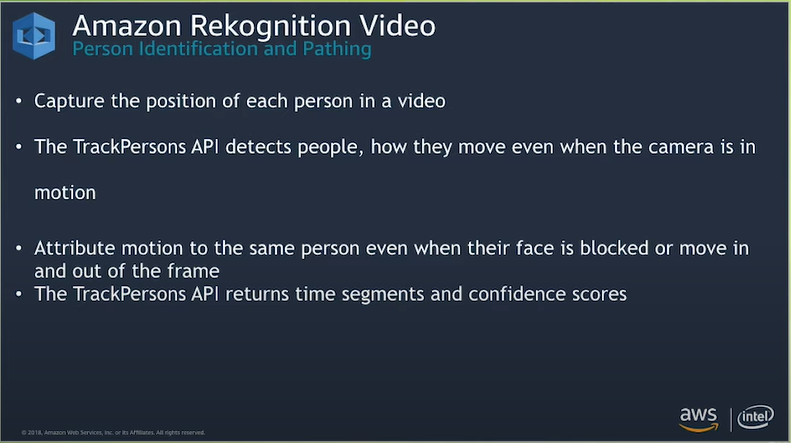 Amazon Rekognition Video
Person Identification and Pathing
• Capture the position of each person in a video
• The TrackPersons API detects people, how they move even when the camera is in
motion
• Attribute motion to the same person even when their face is blocked or move in
and out of the frame
• The TrackPersons API returns time segments and confidence scores
© 2018, Amazon Web Services, Inc. or its Affiliates. All rights reserved.
aws
intel